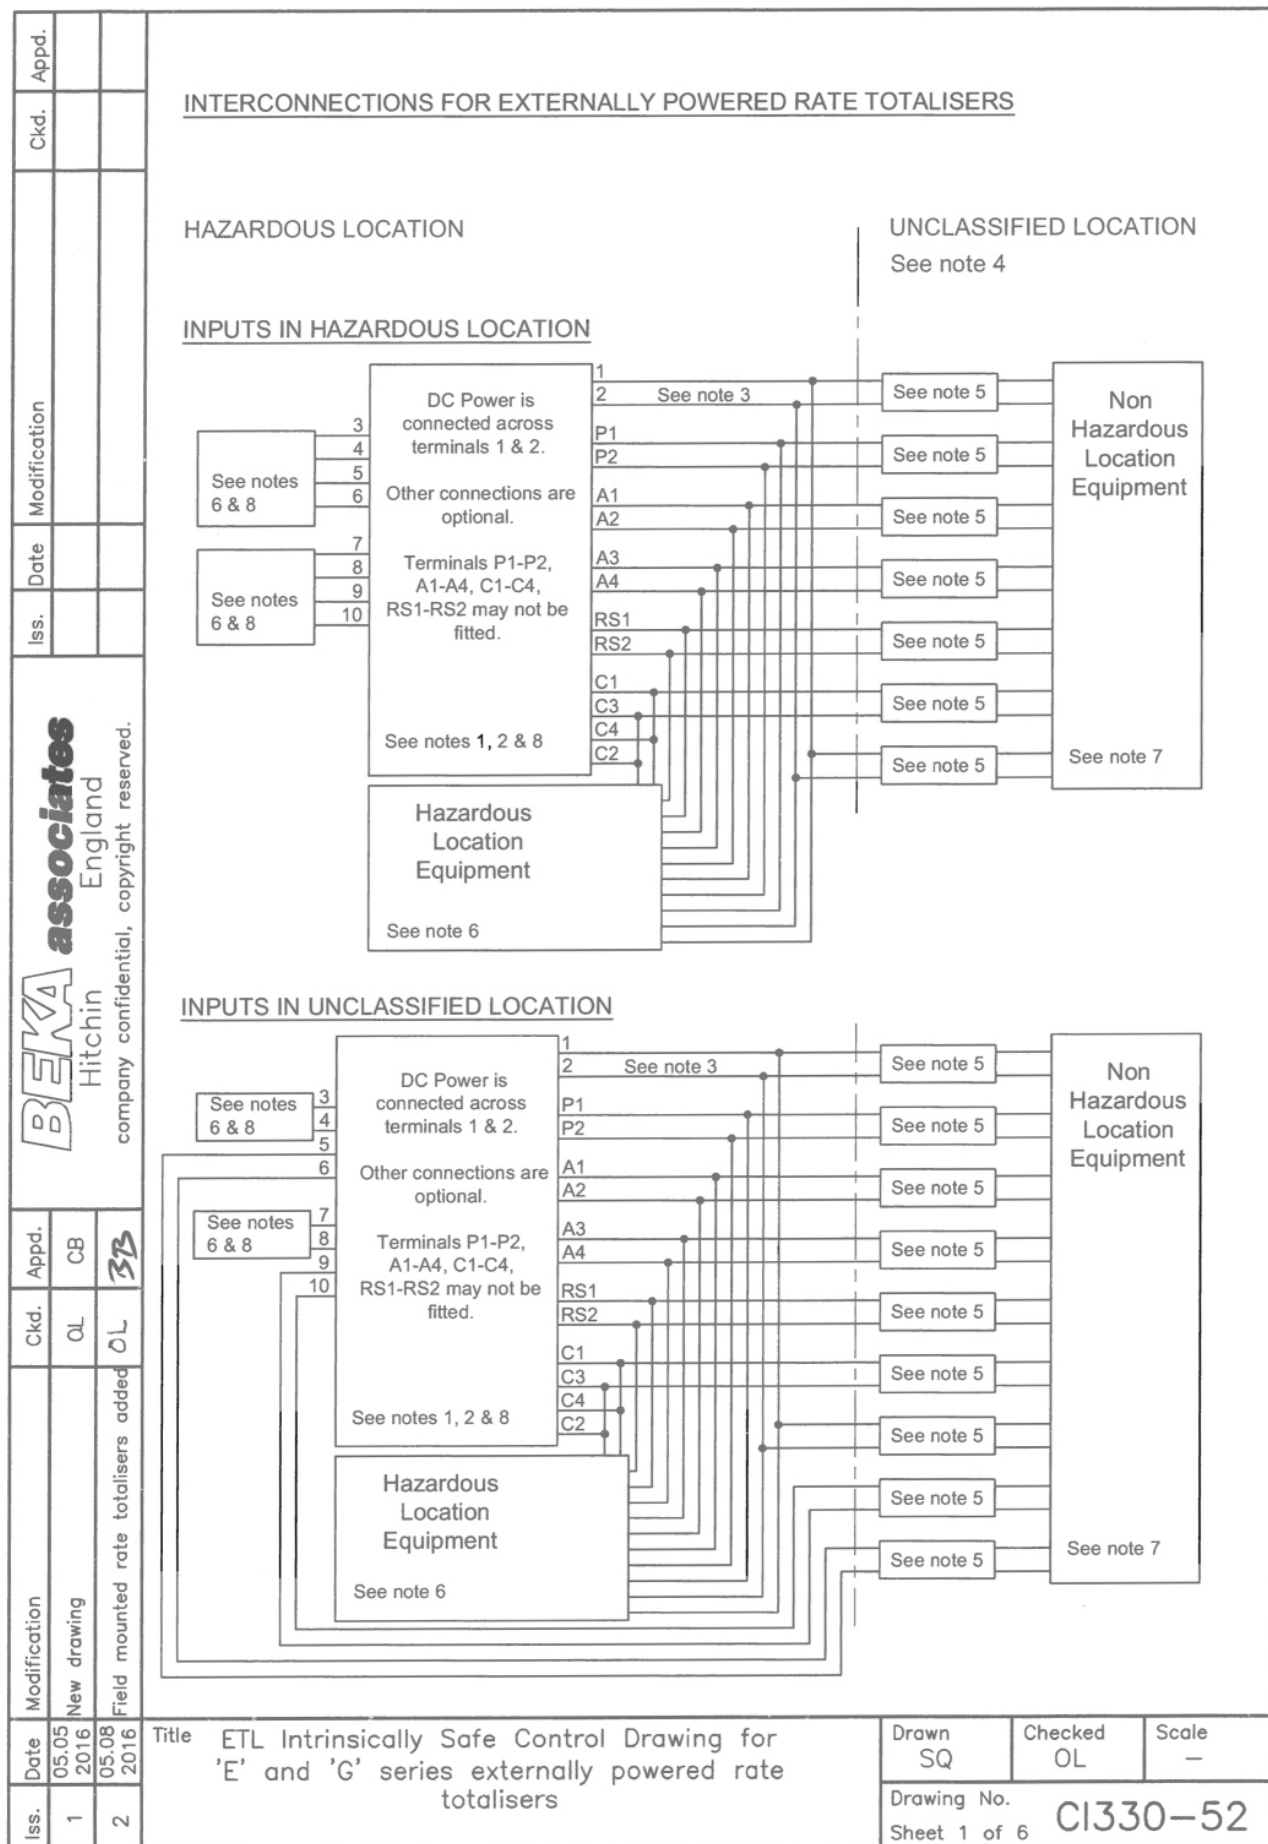 INTERCONNECTIONS FOR EXTERNALLY POWERED RATE TOTALISERS
HAZARDOUS LOCATION
UNCLASSIFIED LOCATION
See note 4
INPUTS IN HAZARDOUS LOCATION
DC Power is
connected across
terminals 1 & 2.
Other connections are
optional.
Terminals P1-P2,
A1-A4, C1-C4,
RS1-RS2 may not be
fitted.
See notes 1, 2 & 8
3
4
5
6
See notes
6 & 8
7
8
9
10
See notes
6 & 8
1
2
See note 3
P1
P2
A1
A2
A3
A4
RS1
RS2
C1
C3
C4
C2
See note 5
See note 5
See note 5
See note 5
See note 5
See note 5
See note 5
Non
Hazardous
Location
Equipment
See note 7
Hazardous
Location
Equipment
See note 6
INPUTS IN UNCLASSIFIED LOCATION
DC Power is
connected across
terminals 1 & 2.
Other connections are
optional.
Terminals P1-P2,
A1-A4, C1-C4,
RS1-RS2 may not be
fitted.
See notes 1, 2 & 8
See notes
6 & 8
3
4
5
6
See notes
6 & 8
7
8
9
10
1
2
See note 3
P1
P2
A1
A2
A3
A4
RS1
RS2
C1
C3
C4
C2
See note 5
See note 5
See note 5
See note 5
See note 5
See note 5
See note 5
See note 5
See note 5
Non
Hazardous
Location
Equipment
See note 7
Hazardous
Location
Equipment
See note 6
Title ETL Intrinsically Safe Control Drawing for
'E' and 'G' series externally powered rate
totalisers
Drawn
SQ
Checked
OL
Scale
—
Drawing No.
Sheet 1 of 6
CI330-52
Iss. Date Modification Ckd. Appd.
1 05.05 2016 New drawing OL CB
2 05.08 2016 Field mounted rate totalisers added OL BB
BEKA associates
Hitchin England
company confidential, copyright reserved.
Iss. Date Modification Ckd. Appd.